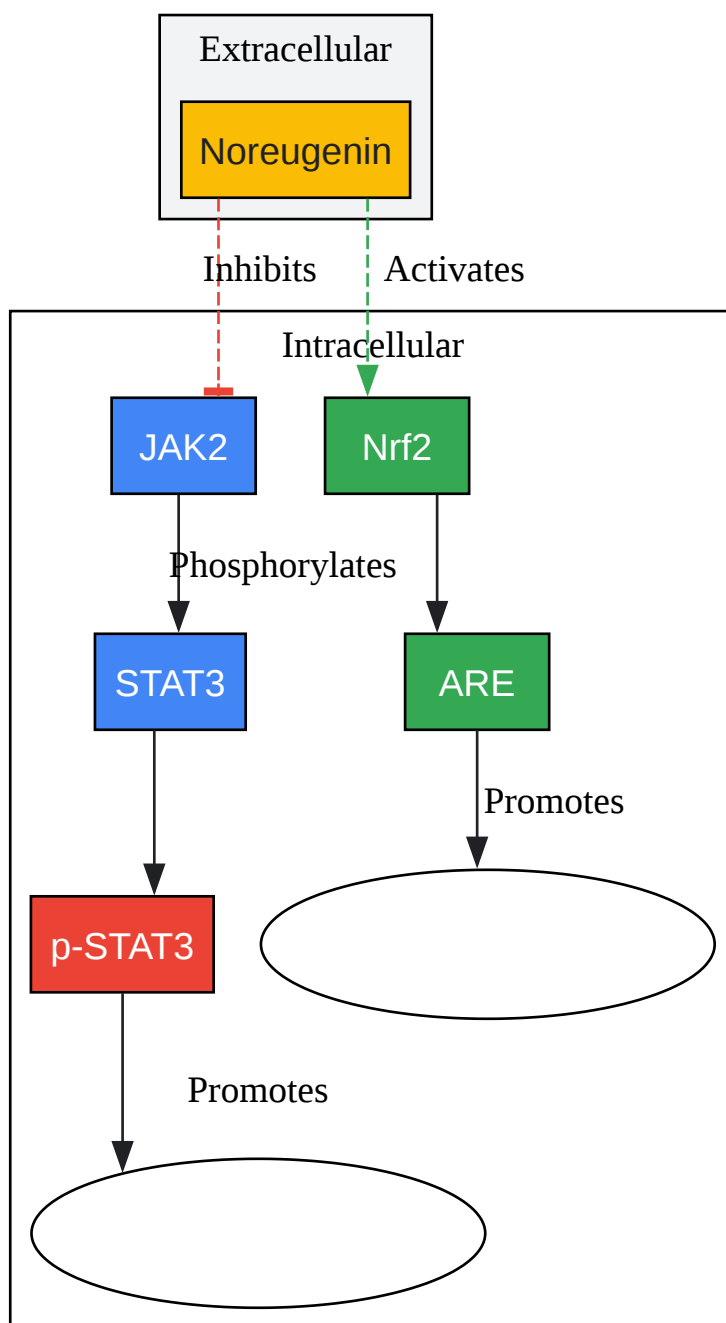 Extracellular
Noreugenin
Inhibits
Activates
Intracellular
JAK2
Nrf2
Phosphorylates
STAT3
ARE
Promotes
p-STAT3
Promotes